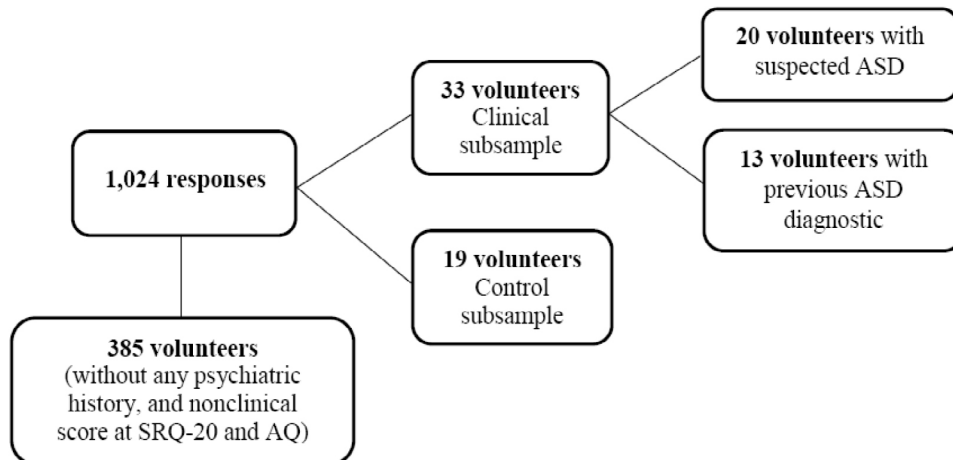 1,024 responses
385 volunteers
(without any psychiatric
history, and nonclinical
score at SRQ-20 and AQ)
33 volunteers
Clinical
subsample
19 volunteers
Control
subsample
20 volunteers with
suspected ASD
13 volunteers with
previous ASD
diagnostic